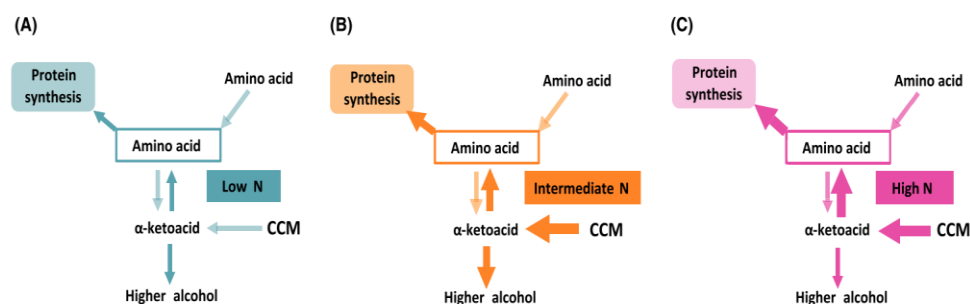 (A)
Protein
synthesis
Amino acid
Amino acid
Low N
α-ketoacid
CCM
Higher alcohol
(B)
Protein
synthesis
Amino acid
Amino acid
Intermediate N
α-ketoacid
CCM
Higher alcohol
(C)
Protein
synthesis
Amino acid
Amino acid
High N
α-ketoacid
CCM
Higher alcohol